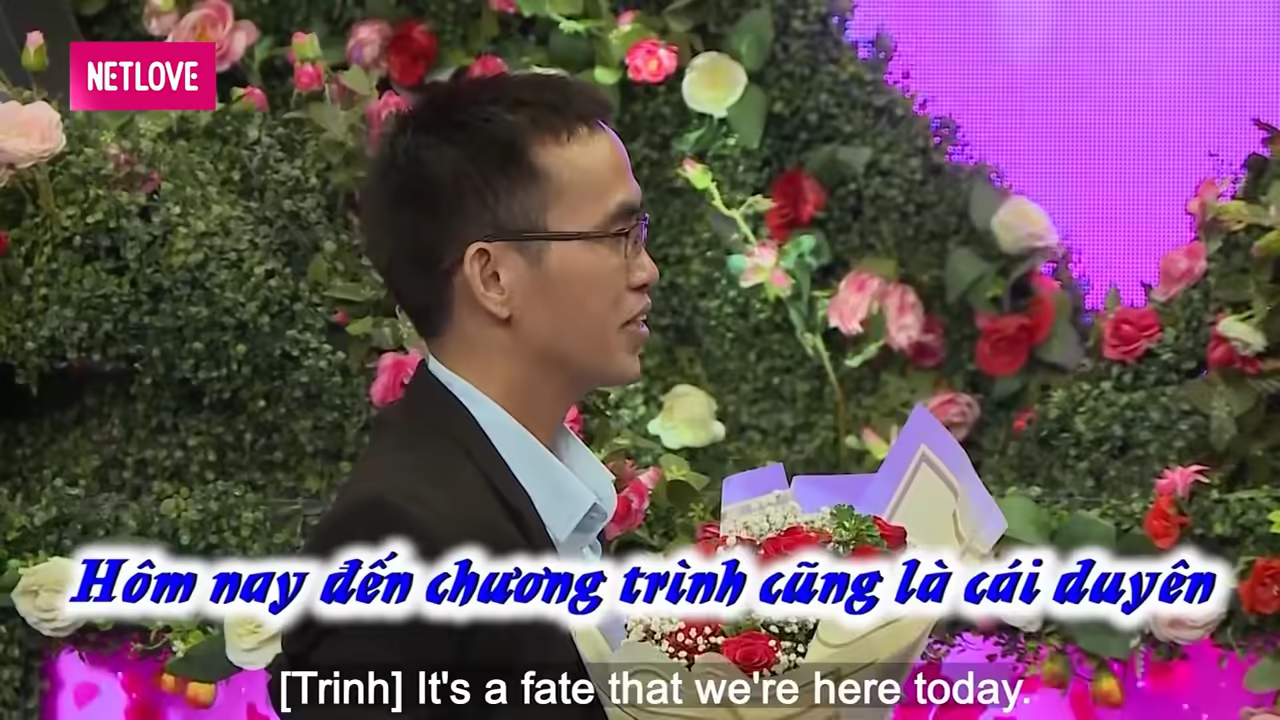 NETLOVE
Hôm nay đến chương trình cũng là cái duyên
[Trinh] It's a fate that we're here today.